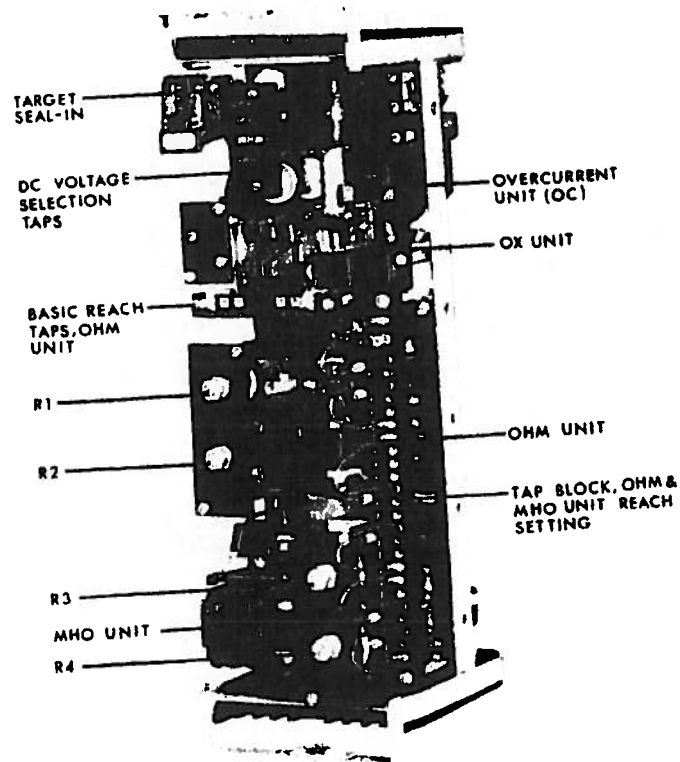 TARGET
SEAL-IN
DC VOLTAGE
SELECTION
TAPS
OVERCURRENT
UNIT (OC)
OX UNIT
BASIC REACH
TAPS, OHM
UNIT
R1
OHM UNIT
R2
TAP BLOCK, OHM &
MHO UNIT REACH
SETTING
R3
MHO UNIT
R4